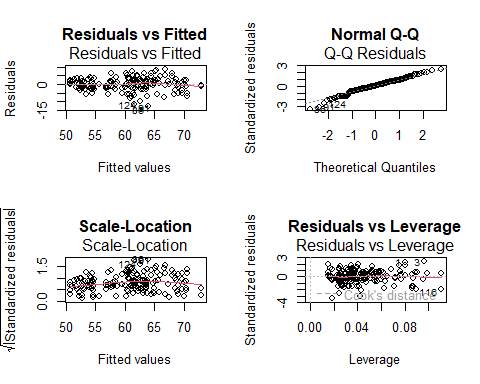 Residuals vs Fitted
Residuals vs Fitted
Residuals
0
-15
124
50 55 60 65 70
Fitted values
Normal Q-Q
Q-Q Residuals
Standardized residuals
3
0
-3
124
-2 -1 0 1 2
Theoretical Quantiles
Scale-Location
Scale-Location
√|Standardized residuals|
1.5
0.0
50 55 60 65 70
Fitted values
Residuals vs Leverage
Residuals vs Leverage
Standardized residuals
3
0
-4
3
Cook's distance
0.00 0.04 0.08
Leverage